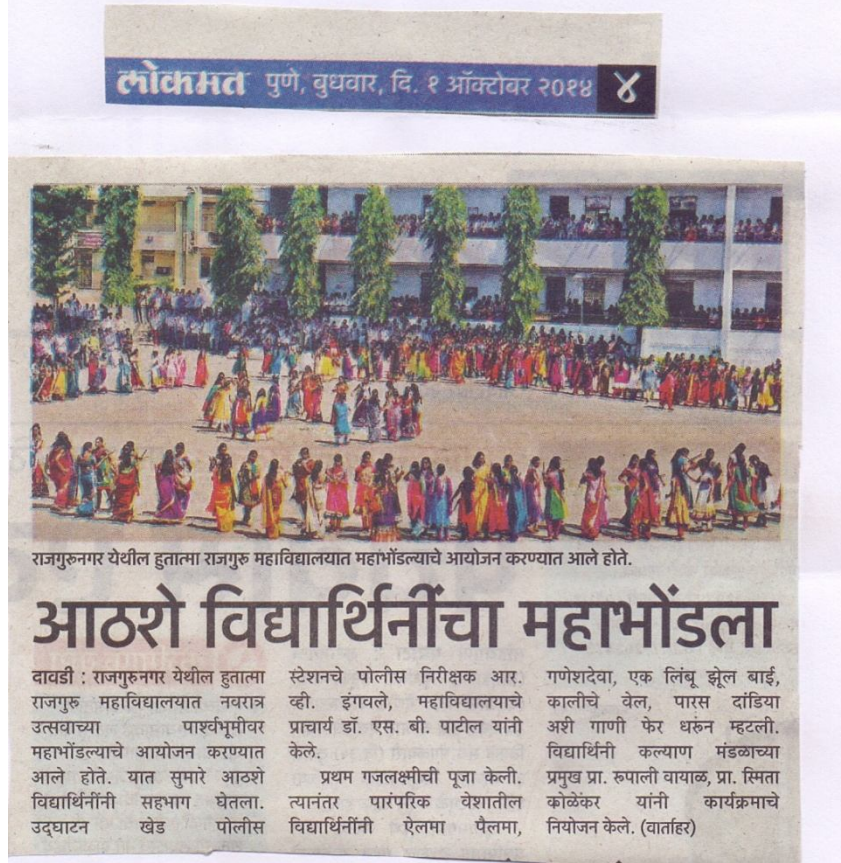 लोकमत पुणे, बुधवार, दि. १ ऑक्टोबर २०१४ ४
राजगुरुनगर येथील हुतात्मा राजगुरु महाविद्यालयात महाभोंडल्याचे आयोजन करण्यात आले होते.
आठशे विद्यार्थिनींचा महाभोंडला
दावडी : राजगुरुनगर येथील हुतात्मा
राजगुरु महाविद्यालयात नवरात्र
उत्सवाच्या पार्श्वभूमीवर
महाभोंडल्याचे आयोजन करण्यात
आले होते. यात सुमारे आठशे
विद्यार्थिनींनी सहभाग घेतला.
उद्घाटन खेड पोलीस
स्टेशनचे पोलीस निरीक्षक आर.
व्ही. इंगवले, महाविद्यालयाचे
प्राचार्य डॉ. एस. बी. पाटील यांनी
केले.
प्रथम गजलक्ष्मीची पूजा केली.
त्यानंतर पारंपरिक वेशातील
विद्यार्थिनींनी ऐलमा पैलमा,
गणेशदेवा, एक लिंबू झेलू बाई,
कालीचे वेल, पारस दांडिया
अशी गाणी फेर धरून म्हटली.
विद्यार्थिनी कल्याण मंडळाच्या
प्रमुख प्रा. रूपाली वायाळ, प्रा. स्मिता
कोळेकर यांनी कार्यक्रमाचे
नियोजन केले. (वार्ताहर)